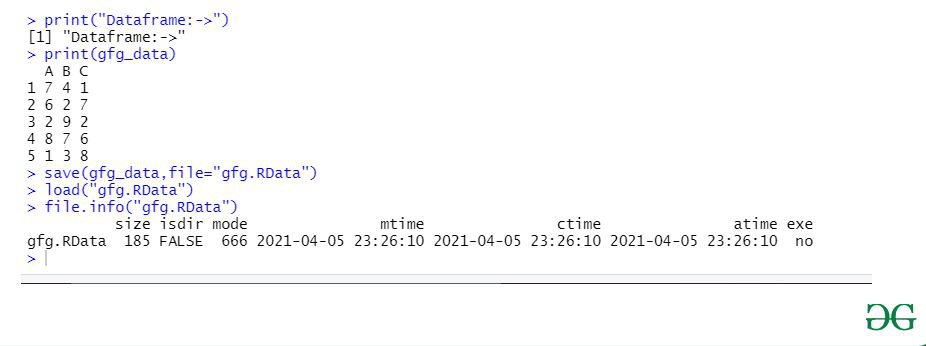 > print("Dataframe:->")
[1] "Dataframe:->"
> print(gfg_data)
  A B C
1 7 4 1
2 6 2 7
3 2 9 2
4 8 7 6
5 1 3 8
> save(gfg_data,file="gfg.RData")
> load("gfg.RData")
> file.info("gfg.RData")
          size isdir mode               mtime               ctime               atime exe
gfg.RData  185 FALSE  666 2021-04-05 23:26:10 2021-04-05 23:26:10 2021-04-05 23:26:10  no
>